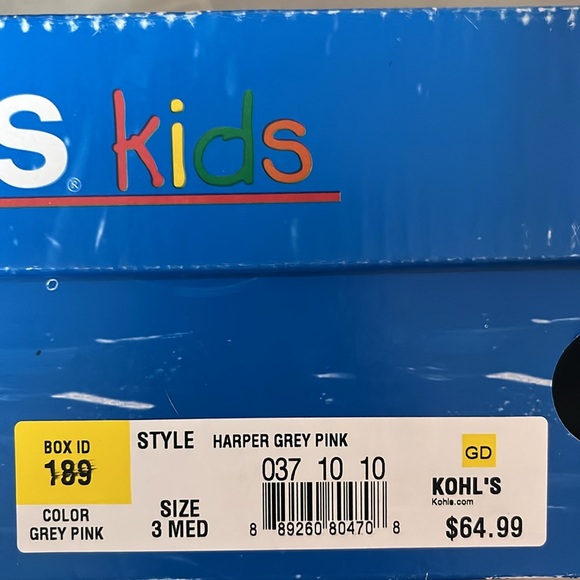 S® kids
BOX ID
189
COLOR
GREY PINK
STYLE HARPER GREY PINK
037 10 10
SIZE
3 MED
8 89260 80470 8
GD
KOHL'S
Kohls.com
$64.99